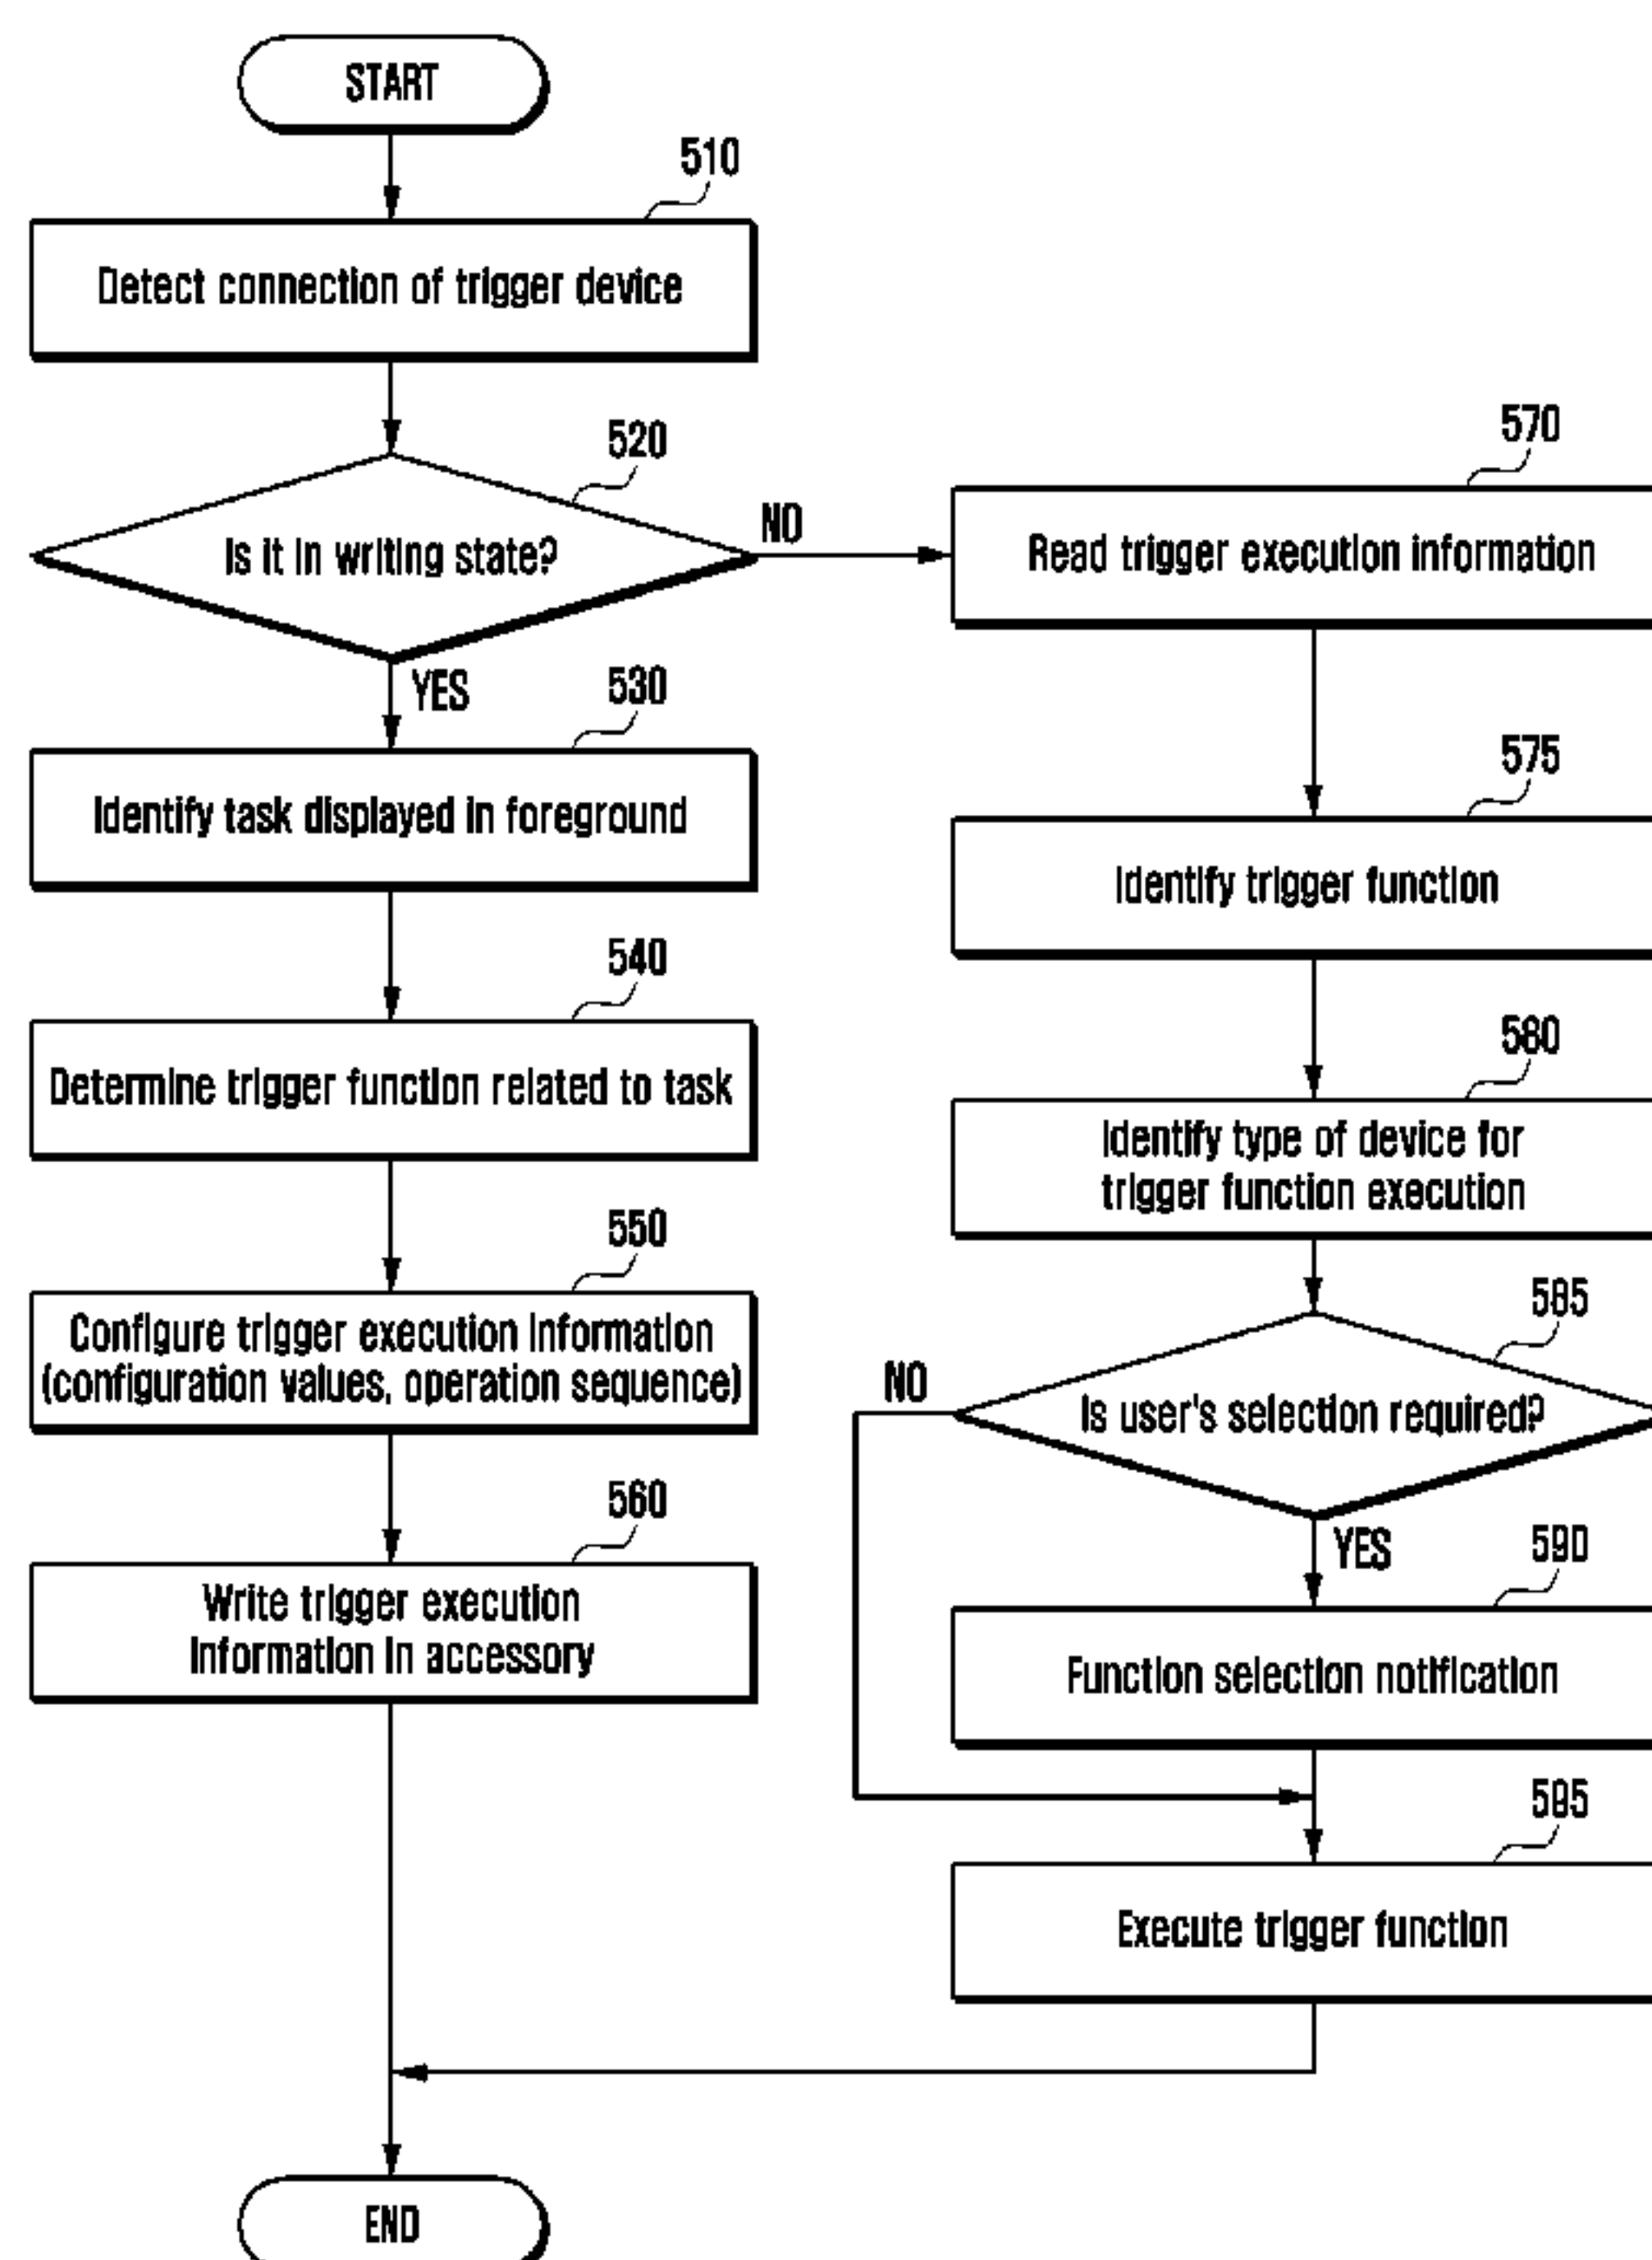 START
510
Detect connection of trigger device
520
Is it in writing state?
NO
YES
530
Identify task displayed in foreground
540
Determine trigger function related to task
550
Configure trigger execution information
(configuration values, operation sequence)
560
Write trigger execution
information in accessory
570
Read trigger execution information
575
Identify trigger function
580
Identify type of device for
trigger function execution
585
Is user's selection required?
NO
YES
590
Function selection notification
595
Execute trigger function
END